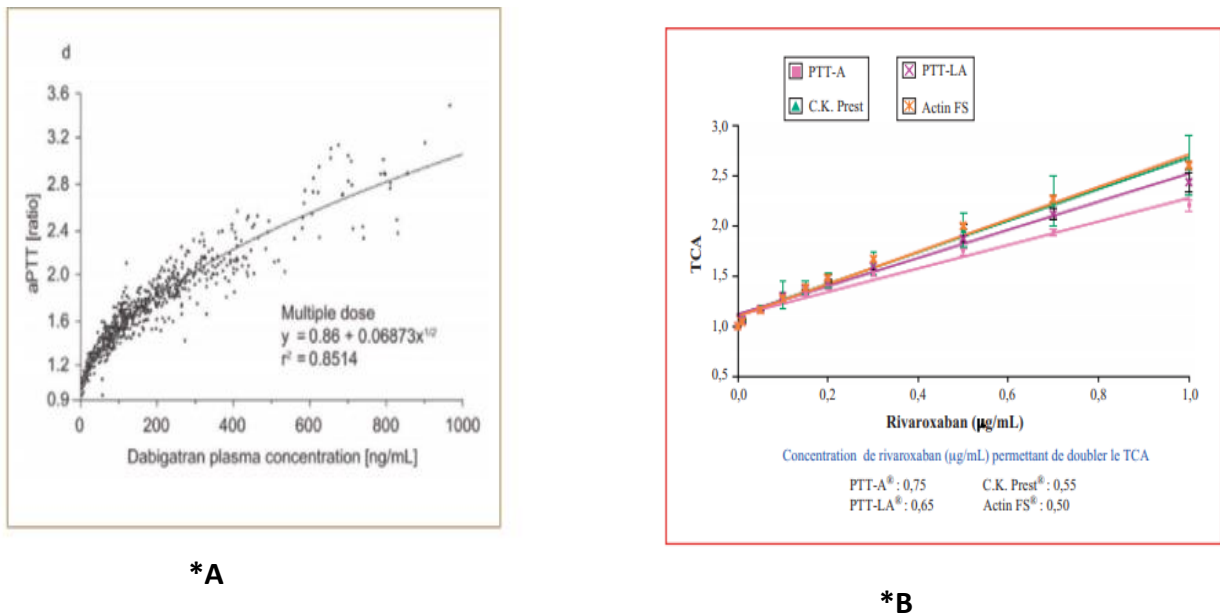 d
3.6
3.2
2.8
2.4
2.0
1.6
1.2
0.9
aPTT [ratio]
Multiple dose
y = 0.86 + 0.06873x1/2
r2 = 0.8514
0 200 400 600 800 1000
Dabigatran plasma concentration [ng/mL]
*A
PTT-A PTT-LA
C.K. Prest Actin FS
3,0
2,5
2,0
1,5
1,0
0,5
TCA
0,0 0,2 0,4 0,6 0,8 1,0
Rivaroxaban (µg/mL)
Concentration de rivaroxaban (µg/mL) permettant de doubler le TCA
PTT-A® : 0,75 C.K. Prest® : 0,55
PTT-LA® : 0,65 Actin FS® : 0,50
*B